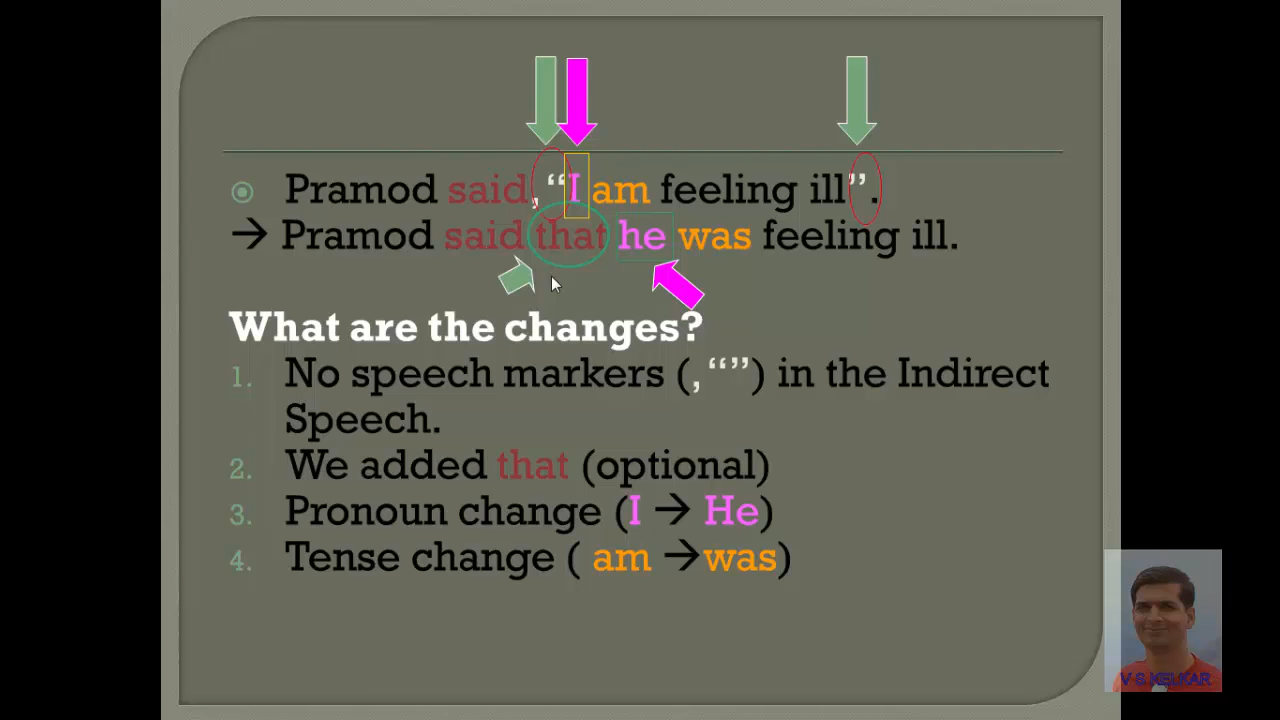 Pramod said, “I am feeling ill”.
→ Pramod said that he was feeling ill.
What are the changes?
1. No speech markers (,“”) in the Indirect
Speech.
2. We added that (optional)
3. Pronoun change (I → He)
4. Tense change ( am →was)
V S KELKAR